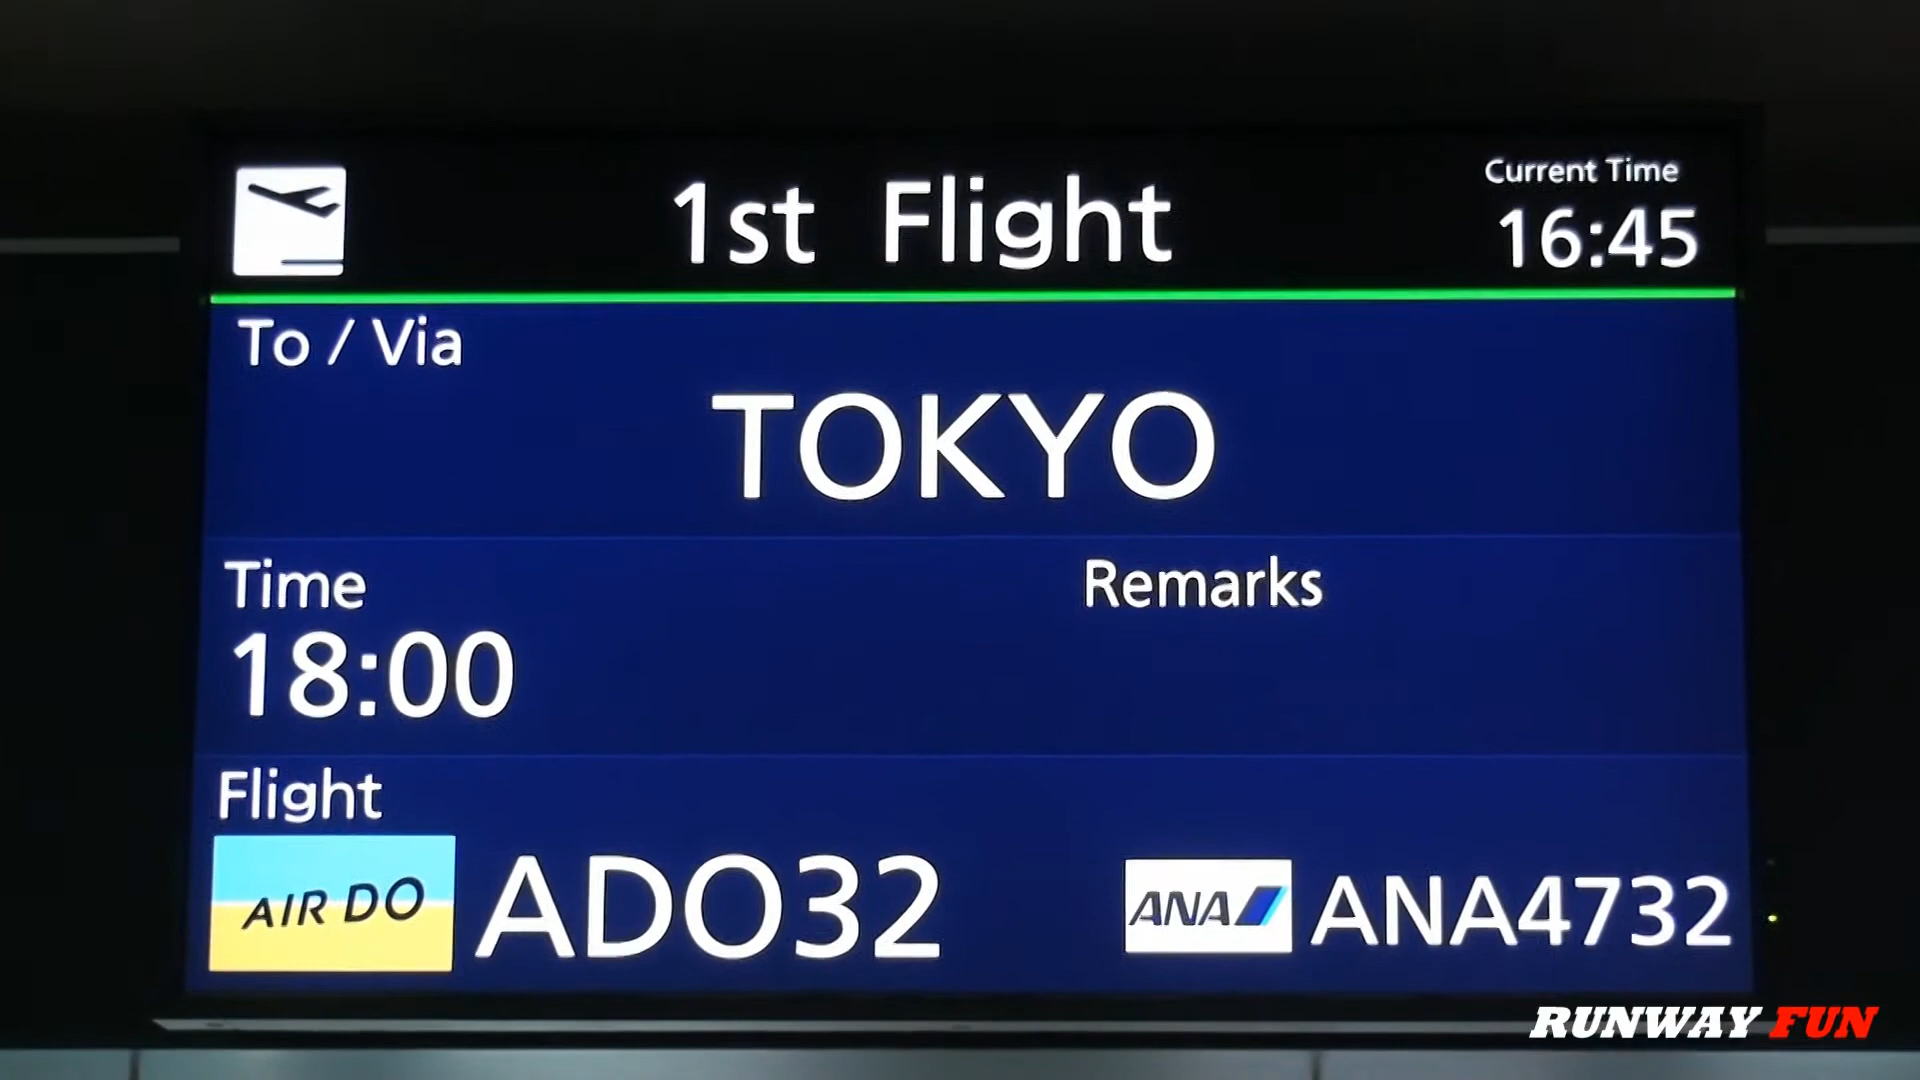 1st Flight
Current Time
16:45
To / Via
TOKYO
Time
Remarks
18:00
Flight
AIR DO ADO32 ANA ANA4732
RUNWAY FUN